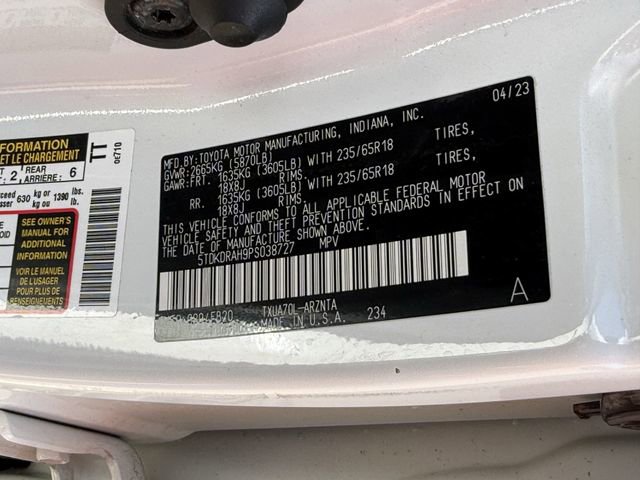 INFORMATION
ET LE CHARGEMENT
2 REAR ARRIÈRE: 6
630 kg or 1390 lbs.
kg ou lb.
SEE OWNER'S
MANUAL FOR
ADDITIONAL
INFORMATION
VOIR LE MANUEL
DE L'USAGER
POUR PLUS DE
RENSEIGNEMENTS
TT
0E710
04/23
MFD.BY:TOYOTA MOTOR MANUFACTURING, INDIANA, INC.
GVWR:2665KG (5870LB)
GAWR:FRT. 1635KG (3605LB) WITH 235/65R18 TIRES,
18X8J RIMS,
RR. 1635KG (3605LB) WITH 235/65R18 TIRES,
18X8J RIMS.
THIS VEHICLE CONFORMS TO ALL APPLICABLE FEDERAL MOTOR
VEHICLE SAFETY AND THEFT PREVENTION STANDARDS IN EFFECT ON
THE DATE OF MANUFACTURE SHOWN ABOVE.
5TDKDRAH9PS038727 MPV
TXUA70L-ARZNTA
MADE IN U.S.A. 234
A